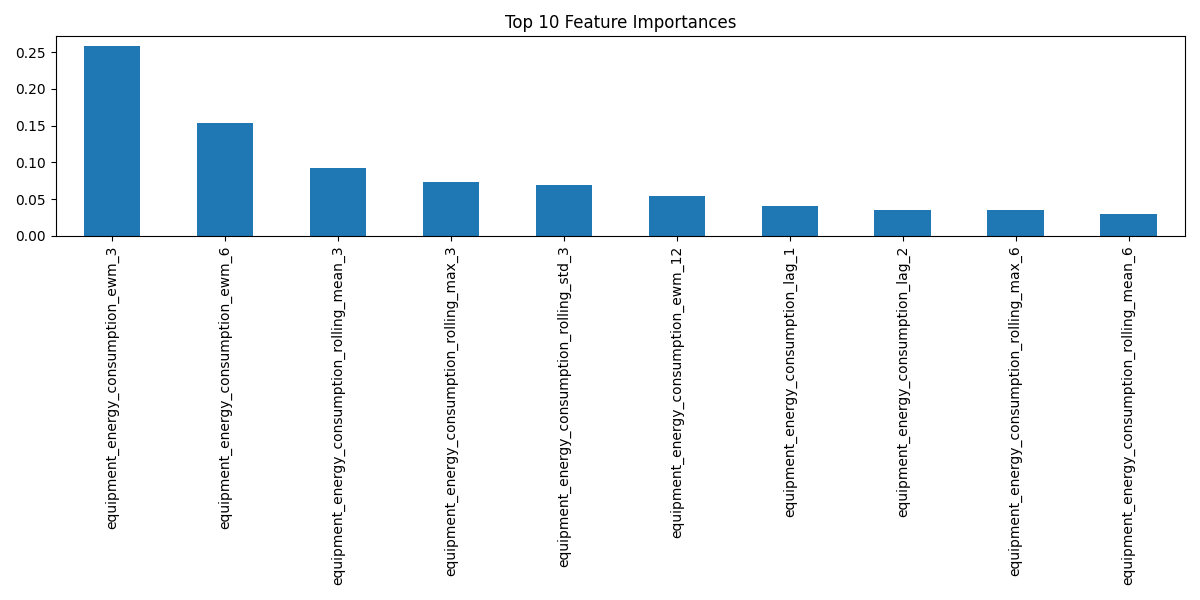 Top 10 Feature Importances
0.25
0.20
0.15
0.10
0.05
0.00
equipment_energy_consumption_ewm_3
equipment_energy_consumption_ewm_6
equipment_energy_consumption_rolling_mean_3
equipment_energy_consumption_rolling_max_3
equipment_energy_consumption_rolling_std_3
equipment_energy_consumption_ewm_12
equipment_energy_consumption_lag_1
equipment_energy_consumption_lag_2
equipment_energy_consumption_rolling_max_6
equipment_energy_consumption_rolling_mean_6